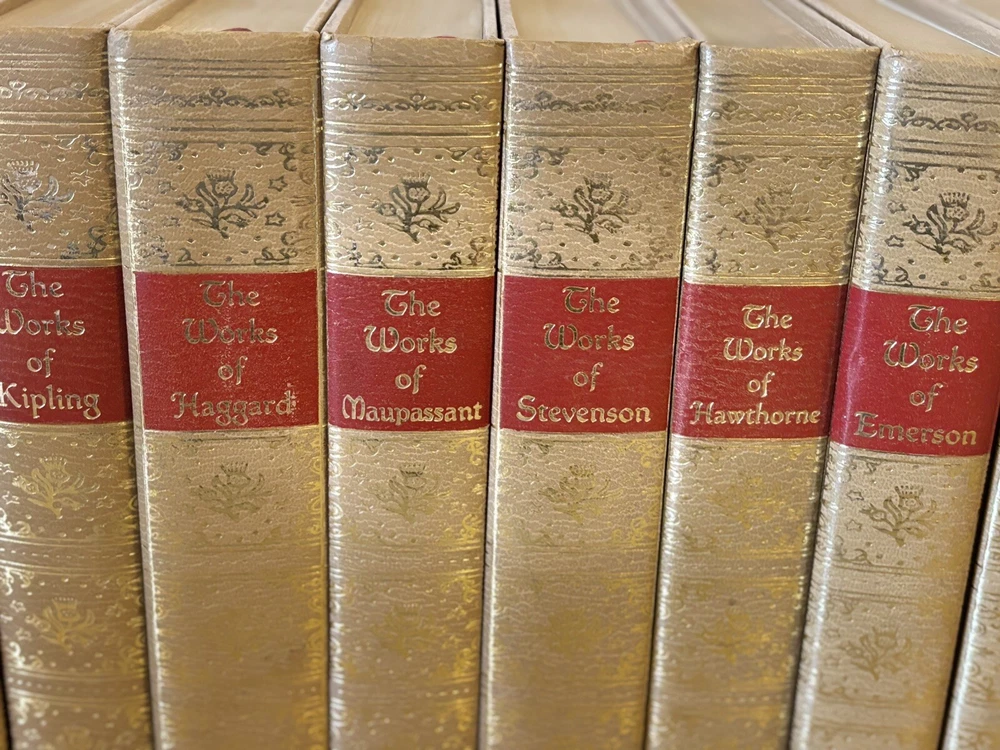 The
Works
of
Kipling
The
Works
of
Haggard
The
Works
of
Maupassant
The
Works
of
Stevenson
The
Works
of
Hawthorne
The
Works
of
Emerson